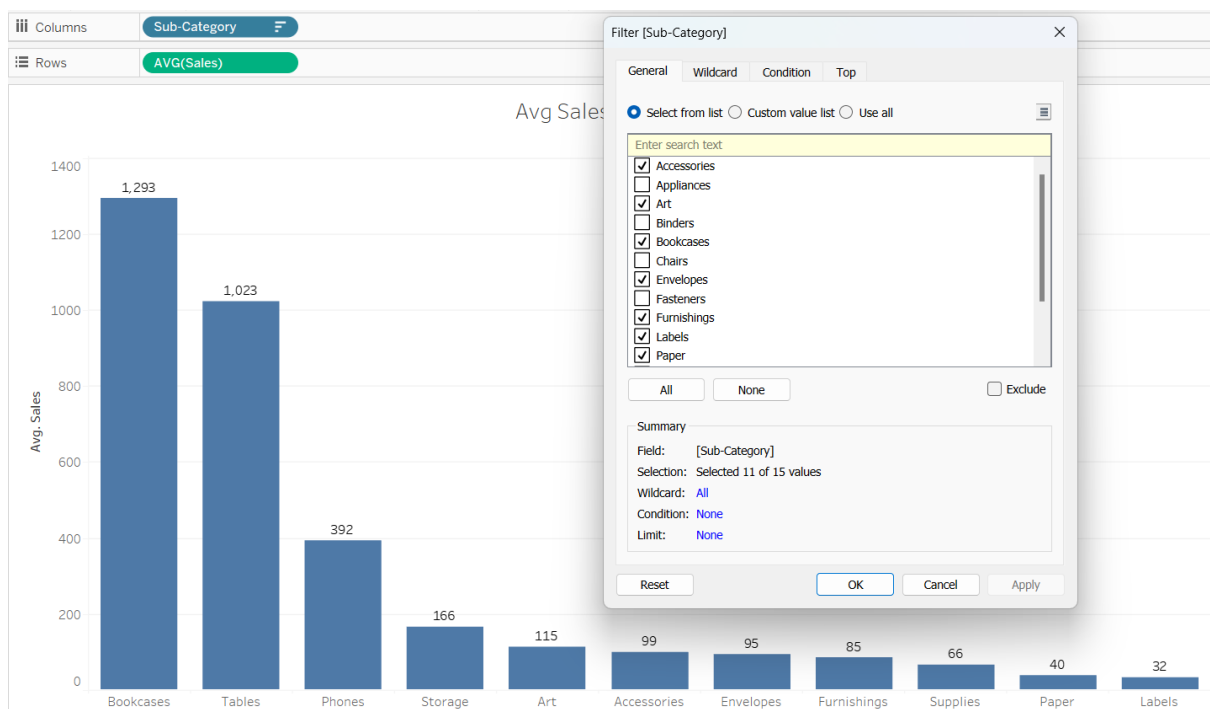 Columns
Sub-Category
Rows
AVG(Sales)
Avg Sales
Filter [Sub-Category]
General Wildcard Condition Top
Select from list Custom value list Use all
Enter search text
Accessories
Appliances
Art
Binders
Bookcases
Chairs
Envelopes
Fasteners
Furnishings
Labels
Paper
All None Exclude
Summary
Field: [Sub-Category]
Selection: Selected 11 of 15 values
Wildcard: All
Condition: None
Limit: None
Reset OK Cancel Apply
Avg. Sales
1400
1200
1000
800
600
400
200
0
1,293
1,023
392
166
115
99
95
85
66
40
32
Bookcases Tables Phones Storage Art Accessories Envelopes Furnishings Supplies Paper Labels